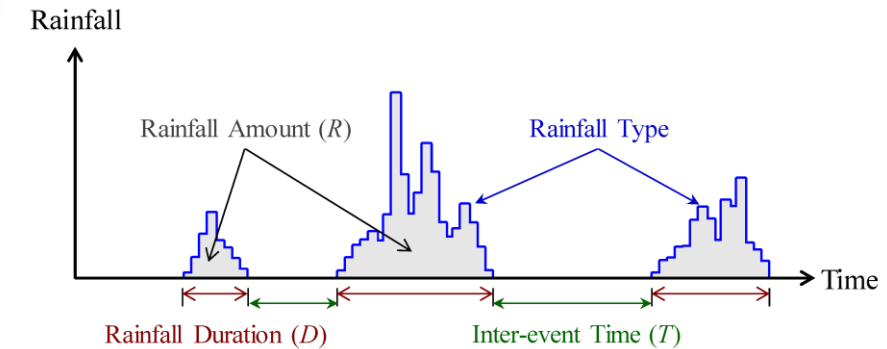 Rainfall
Rainfall Amount (R)
Rainfall Type
Time
Rainfall Duration (D)
Inter-event Time (T)